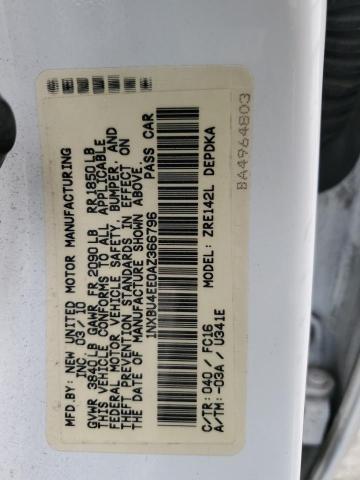 MFD.BY: NEW UNITED MOTOR MANUFACTURING
INC. 03/10
GVWR 3840LB GAWR FR 2090 LB RR 1850LB
THIS VEHICLE CONFORMS TO ALL APPLICABLE
FEDERAL MOTOR VEHICLE SAFETY, BUMPER, AND
THEFT PREVENTION STANDARDS IN EFFECT ON
THE DATE OF MANUFACTURE SHOWN ABOVE.
1NXBU4EE0AZ366796 PASS CAR
C/TR: 040 / FC16 MODEL: ZRE142L DEPDKA
A/TM: -03A / U341E
BA4964803